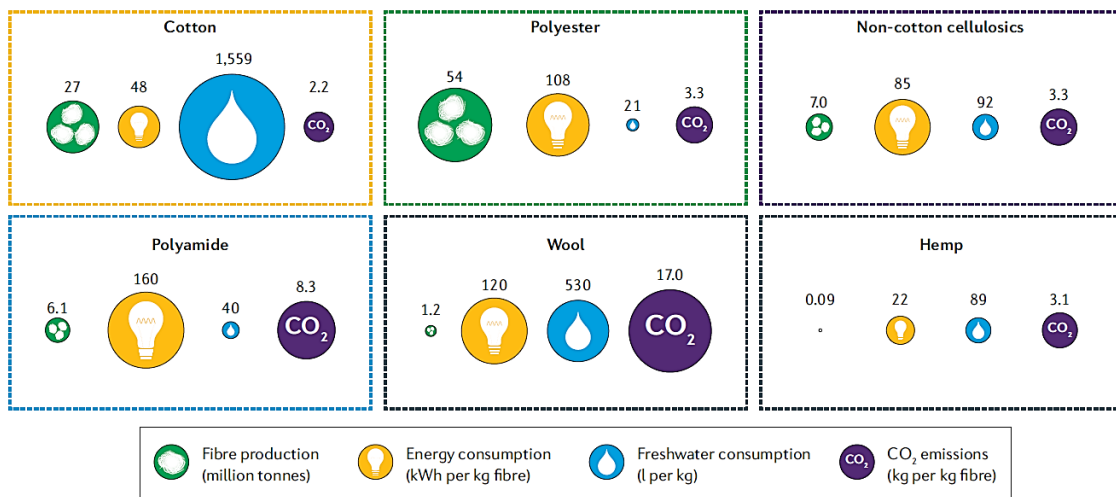 Cotton
27
48
1,559
2.2
CO₂
Polyester
54
108
21
3.3
CO₂
Non-cotton cellulosics
7.0
85
92
3.3
CO₂
Polyamide
6.1
160
40
8.3
CO₂
Wool
1.2
120
530
17.0
CO₂
Hemp
0.09
22
89
3.1
CO₂
Fibre production
(million tonnes)
Energy consumption
(kWh per kg fibre)
Freshwater consumption
(l per kg)
CO₂
CO₂ emissions
(kg per kg fibre)